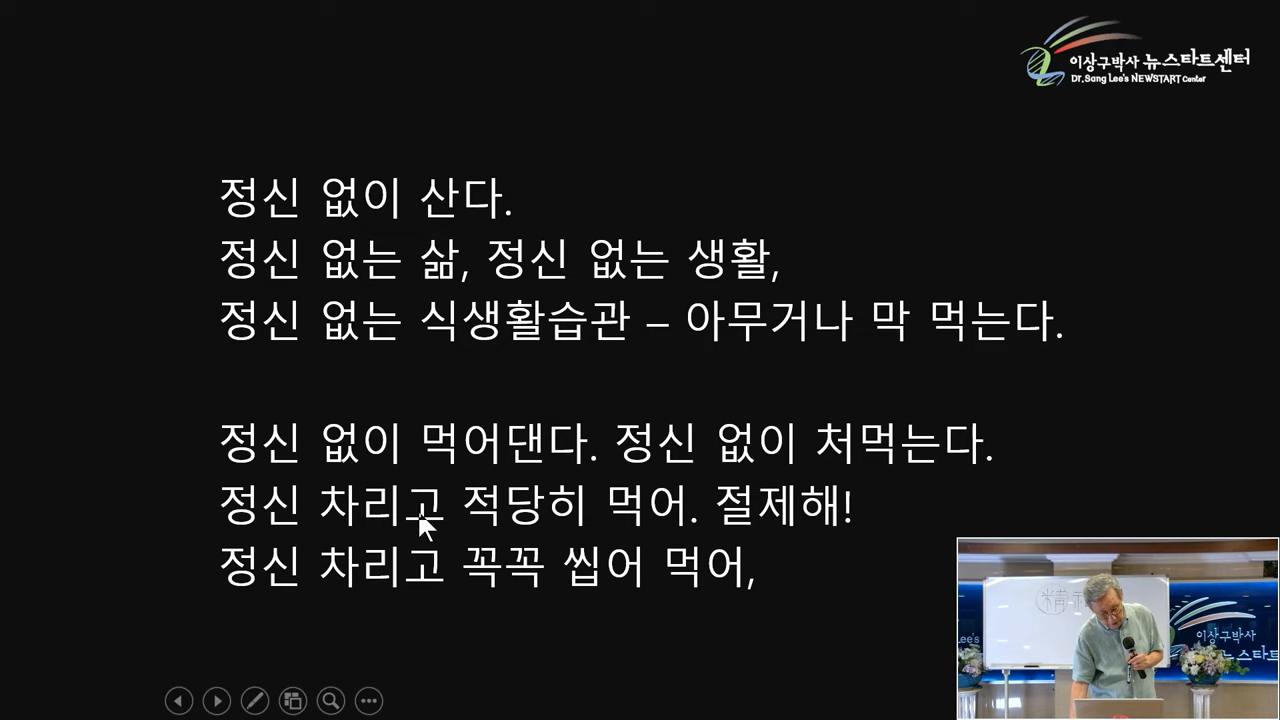 이상구박사 뉴스타트센터
Dr.Sang Lee's NEWSTART Center
정신 없이 산다.
정신 없는 삶, 정신 없는 생활,
정신 없는 식생활습관 – 아무거나 막 먹는다.
정신 없이 먹어댄다. 정신 없이 처먹는다.
정신 차리고 적당히 먹어. 절제해!
정신 차리고 꼭꼭 씹어 먹어,
精
Lee's
이상구박사
뉴스타트